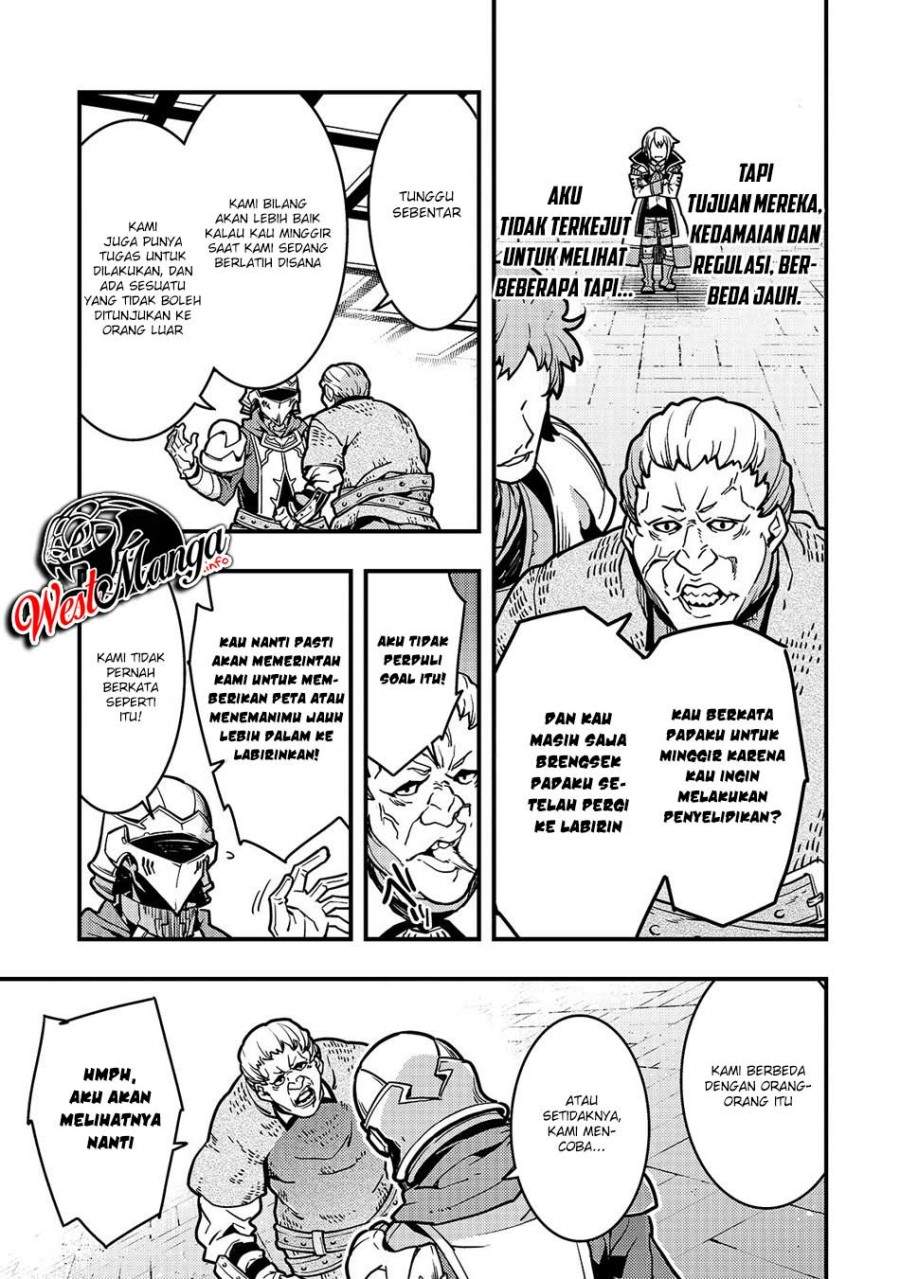 TAPI
TUJUAN MEREKA,
KEDAMAIAN DAN
REGULASI, BER-
BEDA JAUH.
AKU
TIDAK TERKEJUT
UNTUK MELIHAT
BEBERAPA TAPI...
KAU BERKATA
PADAKU UNTUK
MINGGIR KARENA
KAU INGIN
MELAKUKAN
PENYELIDIKAN?
DAN KAU
MASIH SAJA
BRENGSEK
PADAKU SE-
TELAH PERGI
KE LABIRIN
TUNGGU
SEBENTAR
KAMI BILANG
AKAN LEBIH BAIK
KALAU KAU MINGGIR
SAAT KAMI SEDANG
BERLATIH DISANA
KAMI
JUGA PUNYA
TUGAS UNTUK
DILAKUKAN, DAN
ADA SESUATU
YANG TIDAK BOLEH
DITUNJUKAN KE
ORANG LUAR
AKU TIDAK
PERDULI
SOAL ITU!
KAU NANTI PASTI
AKAN MEMERINTAH
KAMI UNTUK MEM-
BERIKAN PETA ATAU
MENEMANIMU JAUH
LEBIH DALAM KE
LABIRINKAN!
KAMI TIDAK
PERNAH
BERKATA
SEPERTI
ITU!
WestManga
.info
KAMI BERBEDA
DENGAN ORANG-
ORANG ITU
ATAU
SETIDAKNYA,
KAMI MEN-
COBA...
HMPH,
AKU AKAN
MELIHATNYA
NANTI